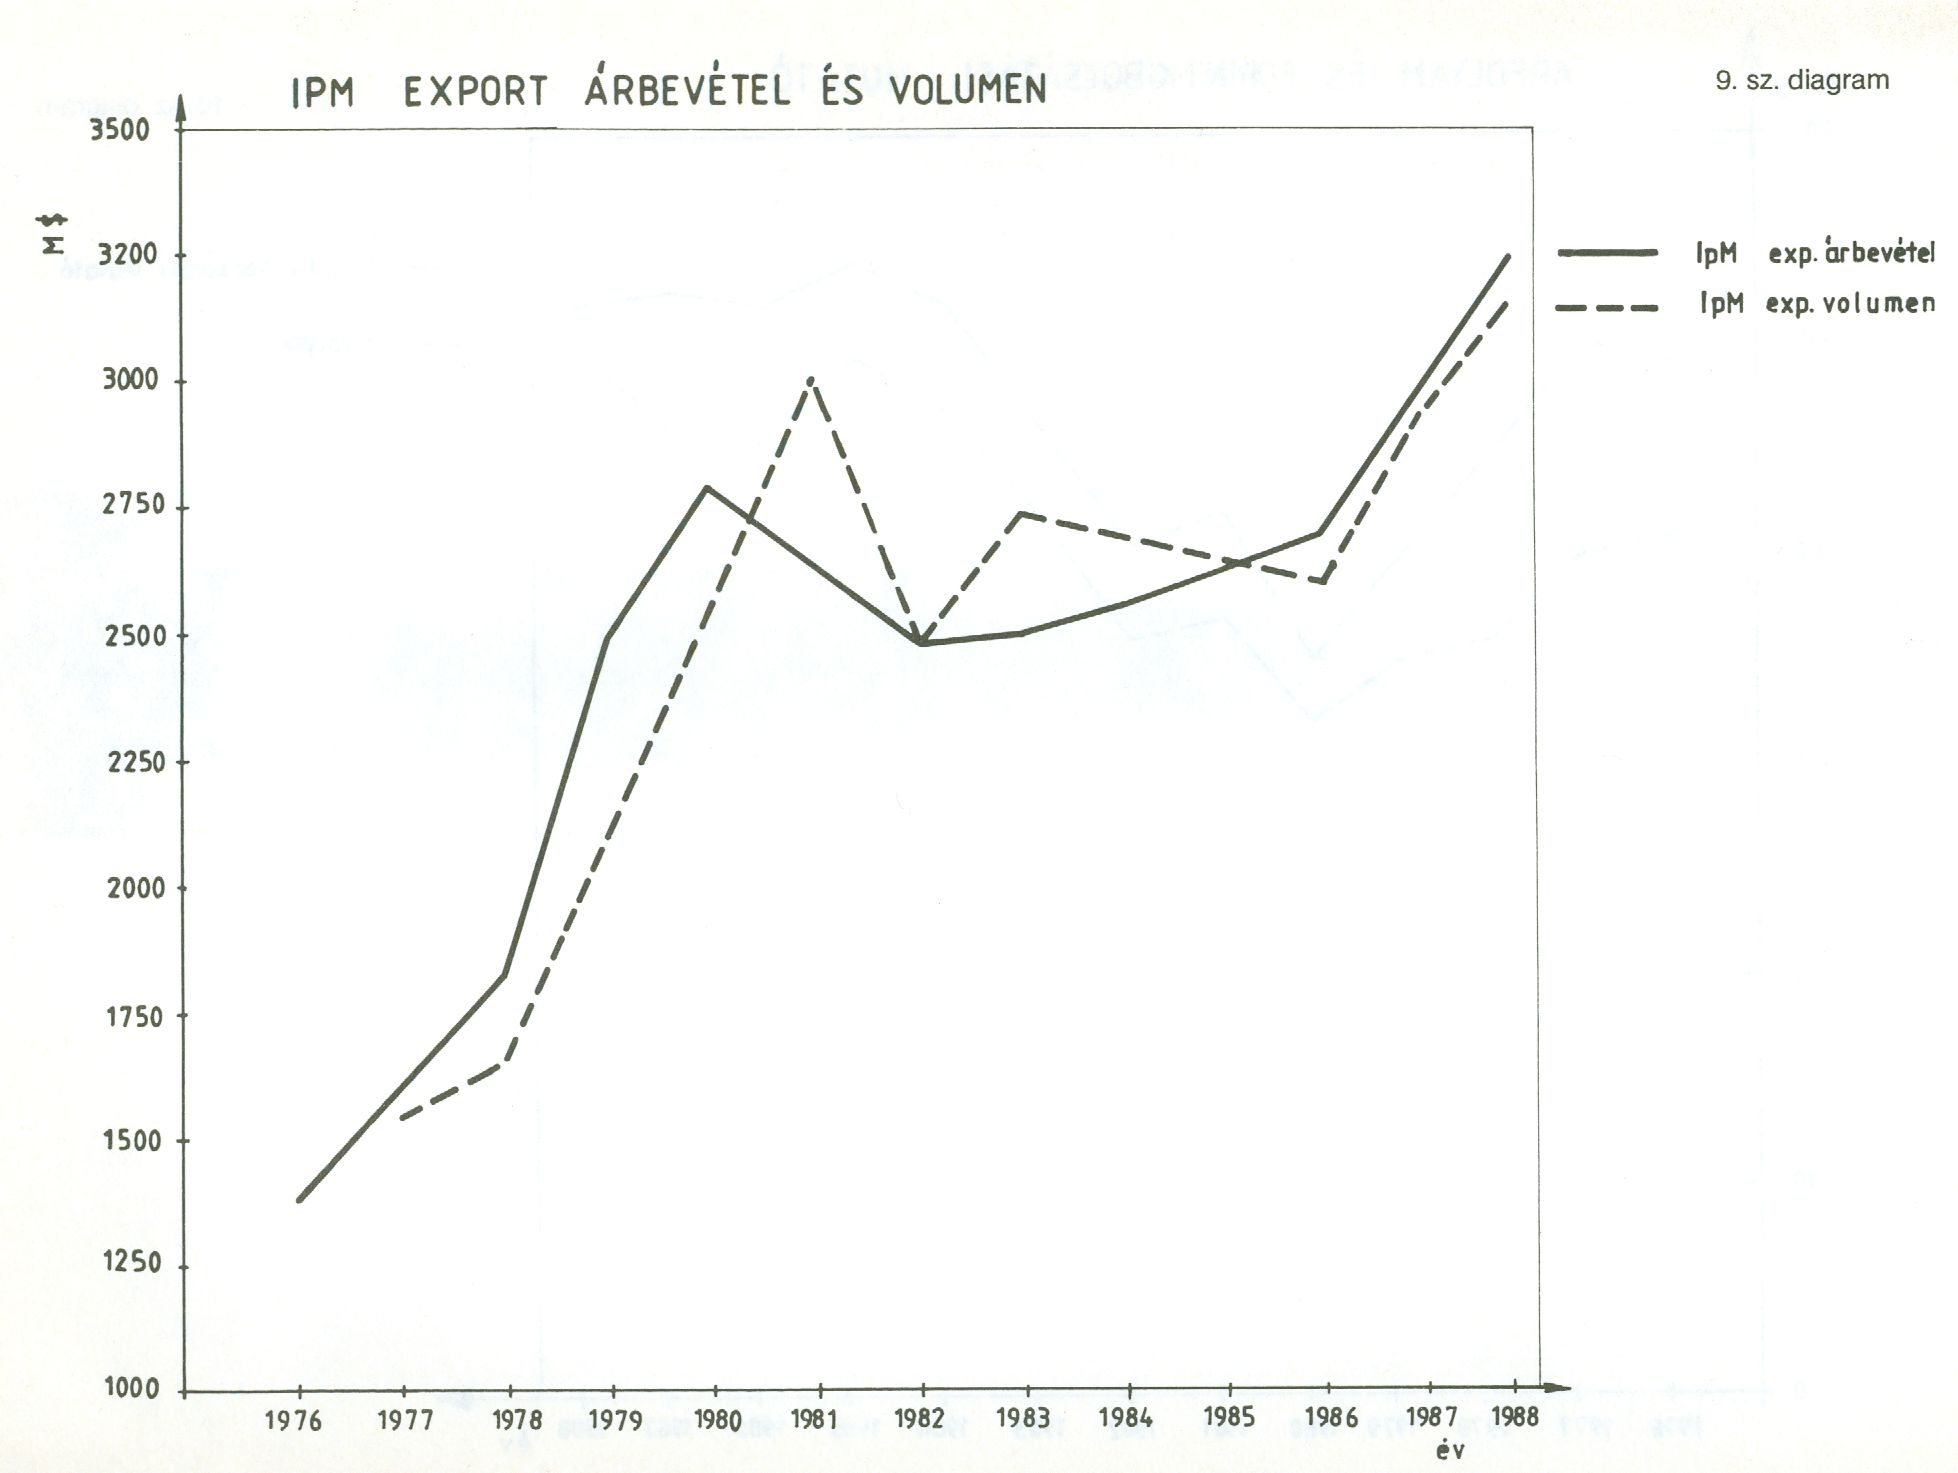 IPM EXPORT ÁRBEVÉTEL ÉS VOLUMEN
9. sz. diagram
M $
3500
3200
3000
2750
2500
2250
2000
1750
1500
1250
1000
IpM exp. árbevétel
IpM exp. volumen
1976 1977 1978 1979 1980 1981 1982 1983 1984 1985 1986 1987 1988
év